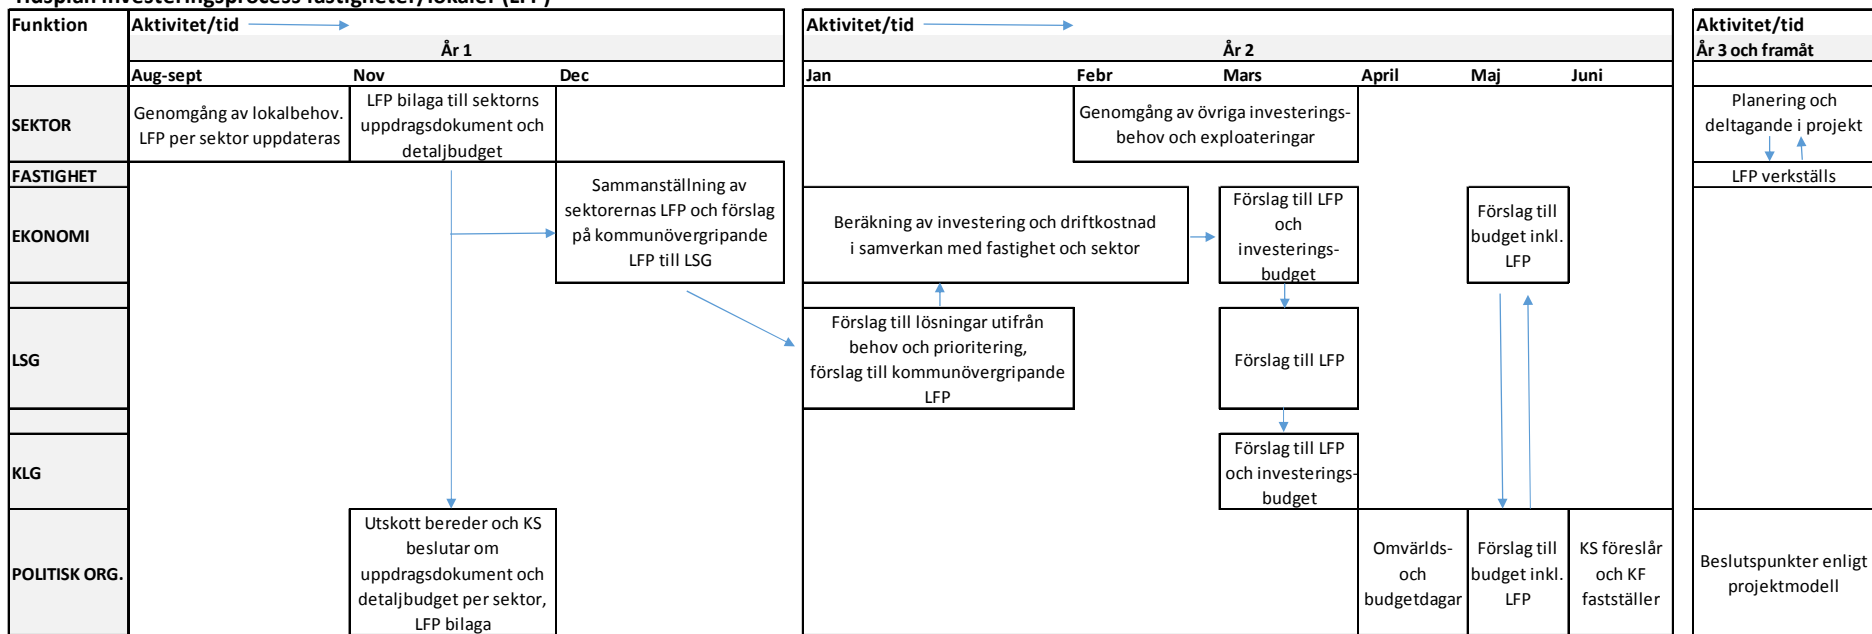 Tidsplan investeringsprocess fastigheter/lokaler (LFP)
Funktion
Aktivitet/tid
Aktivitet/tid
Aktivitet/tid
År 1
År 2
År 3 och framåt
Aug-sept
Nov
Dec
Jan
Febr
Mars
April
Maj
Juni
SEKTOR
Genomgång av lokalbehov.
LFP per sektor uppdateras
LFP bilaga till sektorns
uppdragsdokument och
detaljbudget
Genomgång av övriga investerings-
behov och exploateringar
Planering och
deltagande i projekt
FASTIGHET
LFP verkställs
EKONOMI
Sammanställning av
sektorernas LFP och förslag
på kommunövergripande
LFP till LSG
Beräkning av investering och driftkostnad
i samverkan med fastighet och sektor
Förslag till LFP
och
investerings-
budget
Förslag till
budget inkl.
LFP
LSG
Förslag till lösningar utifrån
behov och prioritering,
förslag till kommunövergripande
LFP
Förslag till LFP
KLG
Förslag till LFP
och investerings-
budget
POLITISK ORG.
Utskott bereder och KS
beslutar om
uppdragsdokument och
detaljbudget per sektor,
LFP bilaga
Omvärlds-
och
budgetdagar
Förslag till
budget inkl.
LFP
KS föreslår
och KF
fastställer
Beslutspunkter enligt
projektmodell